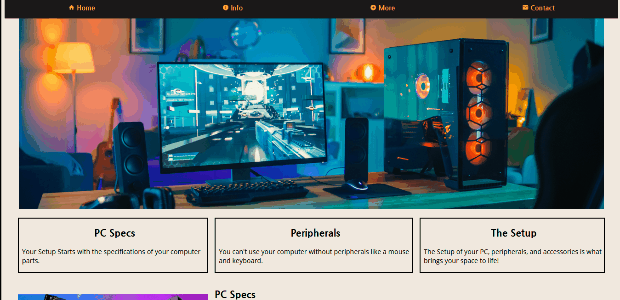 Home
Info
More
Contact
PC Specs
Peripherals
The Setup
Your Setup Starts with the specifications of your computer
parts.
You can't use your computer without peripherals like a mouse
and keyboard.
The Setup of your PC, peripherals, and accessories is what
brings your space to life!
PC Specs